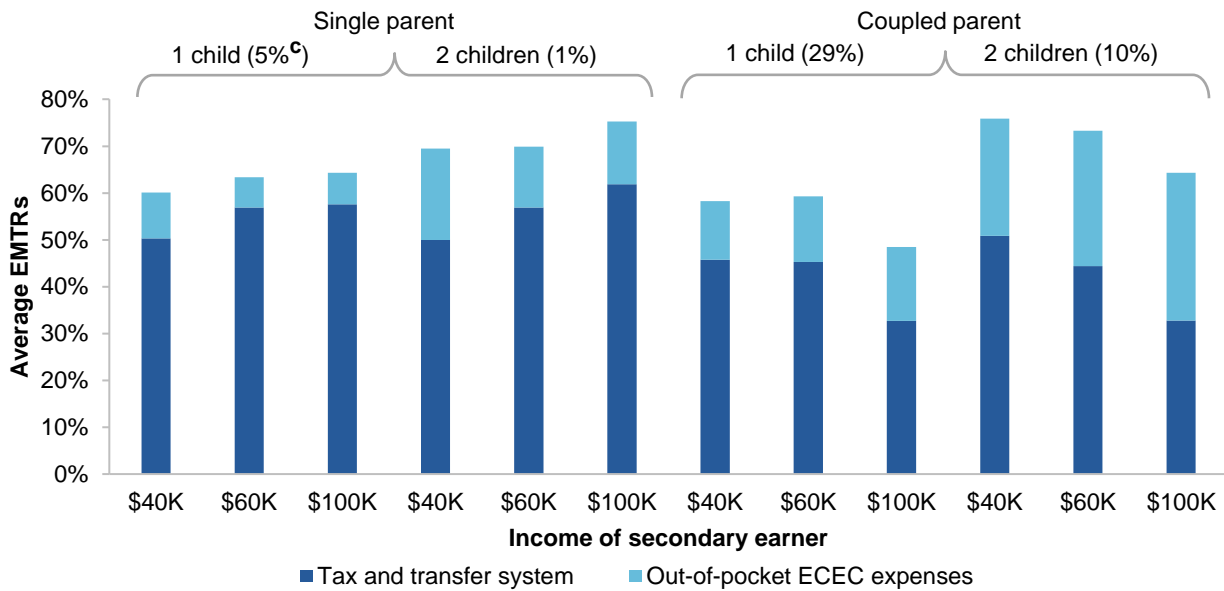 Single parent
Coupled parent
1 child (5%c)
2 children (1%)
1 child (29%)
2 children (10%)
80%
70%
60%
50%
40%
30%
20%
10%
0%
Average EMTRs
$40K $60K $100K $40K $60K $100K $40K $60K $100K $40K $60K $100K
Income of secondary earner
Tax and transfer system
Out-of-pocket ECEC expenses